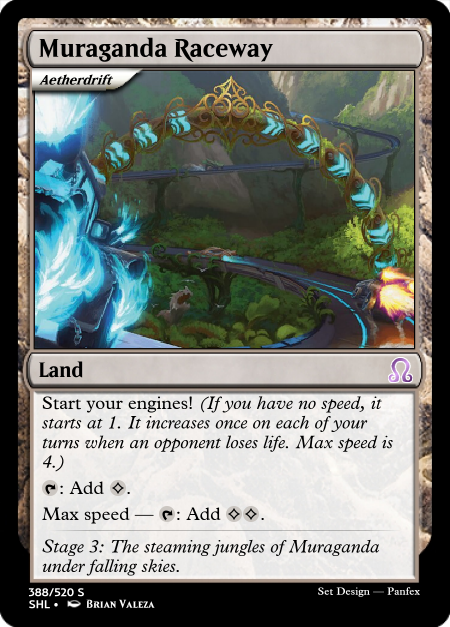 Muraganda Raceway
Aetherdrift
Land
Start your engines! (If you have no speed, it
starts at 1. It increases once on each of your
turns when an opponent loses life. Max speed is
4.)
: Add .
Max speed — : Add .
Stage 3: The steaming jungles of Muraganda
under falling skies.
388/520 S
Set Design — Panfex
SHL • Brian Valeza